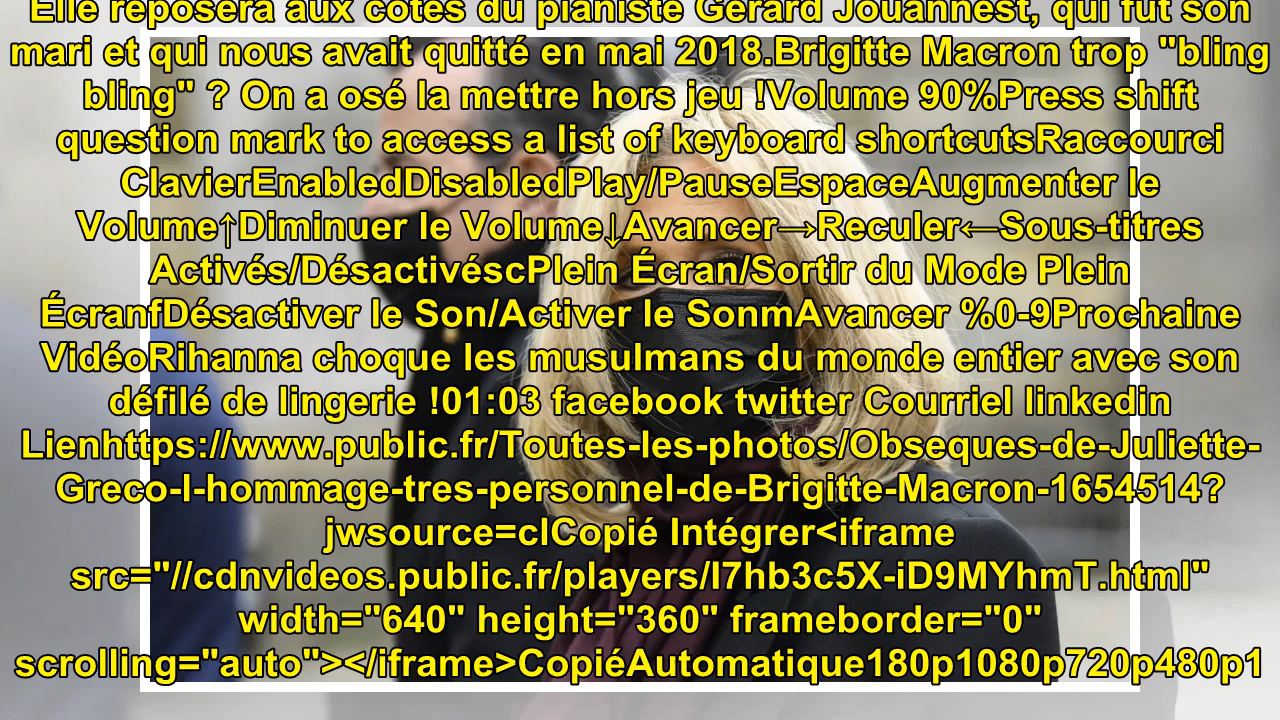 Elle reposera aux côtés du pianiste Gérard Jouannest, qui fut son
mari et qui nous avait quitté en mai 2018.Brigitte Macron trop "bling
bling" ? On a osé la mettre hors jeu !Volume 90%Press shift
question mark to access a list of keyboard shortcutsRaccourci
ClavierEnabledDisabledPlay/PauseEspaceAugmenter le
Volume↑Diminuer le Volume↓Avancer→Reculer←Sous-titres
Activés/DésactivéscPlein Écran/Sortir du Mode Plein
ÉcranfDésactiver le Son/Activer le SonmAvancer %0-9Prochaine
VidéoRihanna choque les musulmans du monde entier avec son
défilé de lingerie !01:03 facebook twitter Courriel linkedin
Lienhttps://www.public.fr/Toutes-les-photos/Obseques-de-Juliette-
Greco-l-hommage-tres-personnel-de-Brigitte-Macron-1654514?
jwsource=clCopié Intégrer<iframe
src="//cdnvideos.public.fr/players/I7hb3c5X-iD9MYhmT.html"
width="640" height="360" frameborder="0"
scrolling="auto"></iframe>CopiéAutomatique180p1080p720p480p1